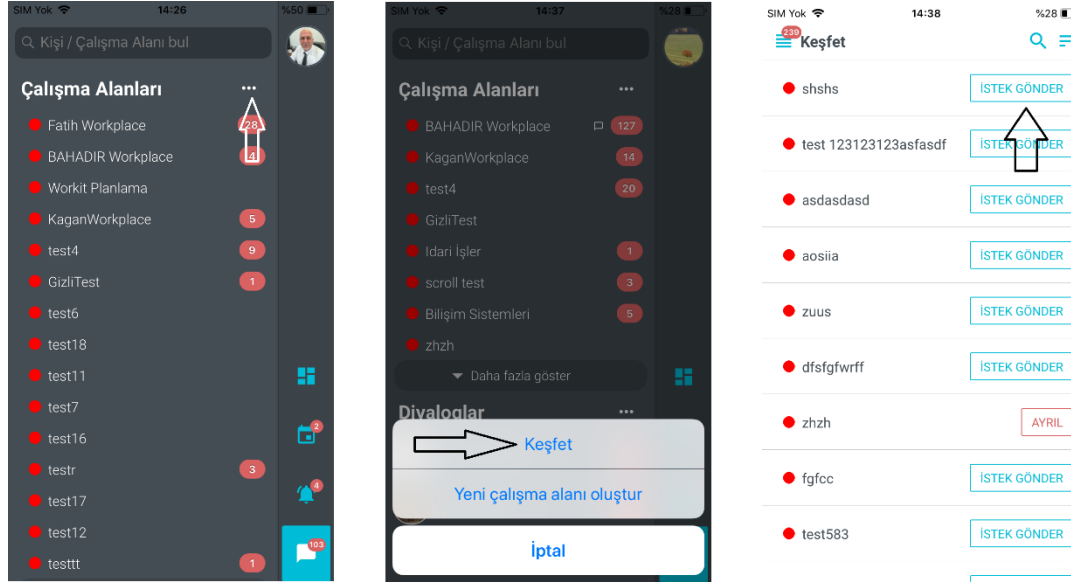 SIM Yok 14:26 %50
Kişi / Çalışma Alanı bul
Çalışma Alanları
Fatih Workplace 28
BAHADIR Workplace 4
Workit Planlama
KaganWorkplace 5
test4 9
GizliTest 1
test6
test18
test11
test7
test16
testr 3
test17
test12
testtt 1
2
4
103
SIM Yok 14:37 %28
Kişi / Çalışma Alanı bul
Çalışma Alanları
BAHADIR Workplace 127
KaganWorkplace 14
test4 20
GizliTest
Idari İşler 1
scroll test 3
Bilişim Sistemleri 5
zhzh
Daha fazla göster
Diyaloglar
Keşfet
Yeni çalışma alanı oluştur
İptal
SIM Yok 14:38 %28
239
Keşfet
shshs İSTEK GÖNDER
test 123123123asfasdf İSTEK GÖNDER
asdasdasd İSTEK GÖNDER
aosiia İSTEK GÖNDER
zuus İSTEK GÖNDER
dfsfgfwrff İSTEK GÖNDER
zhzh AYRIL
fgfcc İSTEK GÖNDER
test583 İSTEK GÖNDER